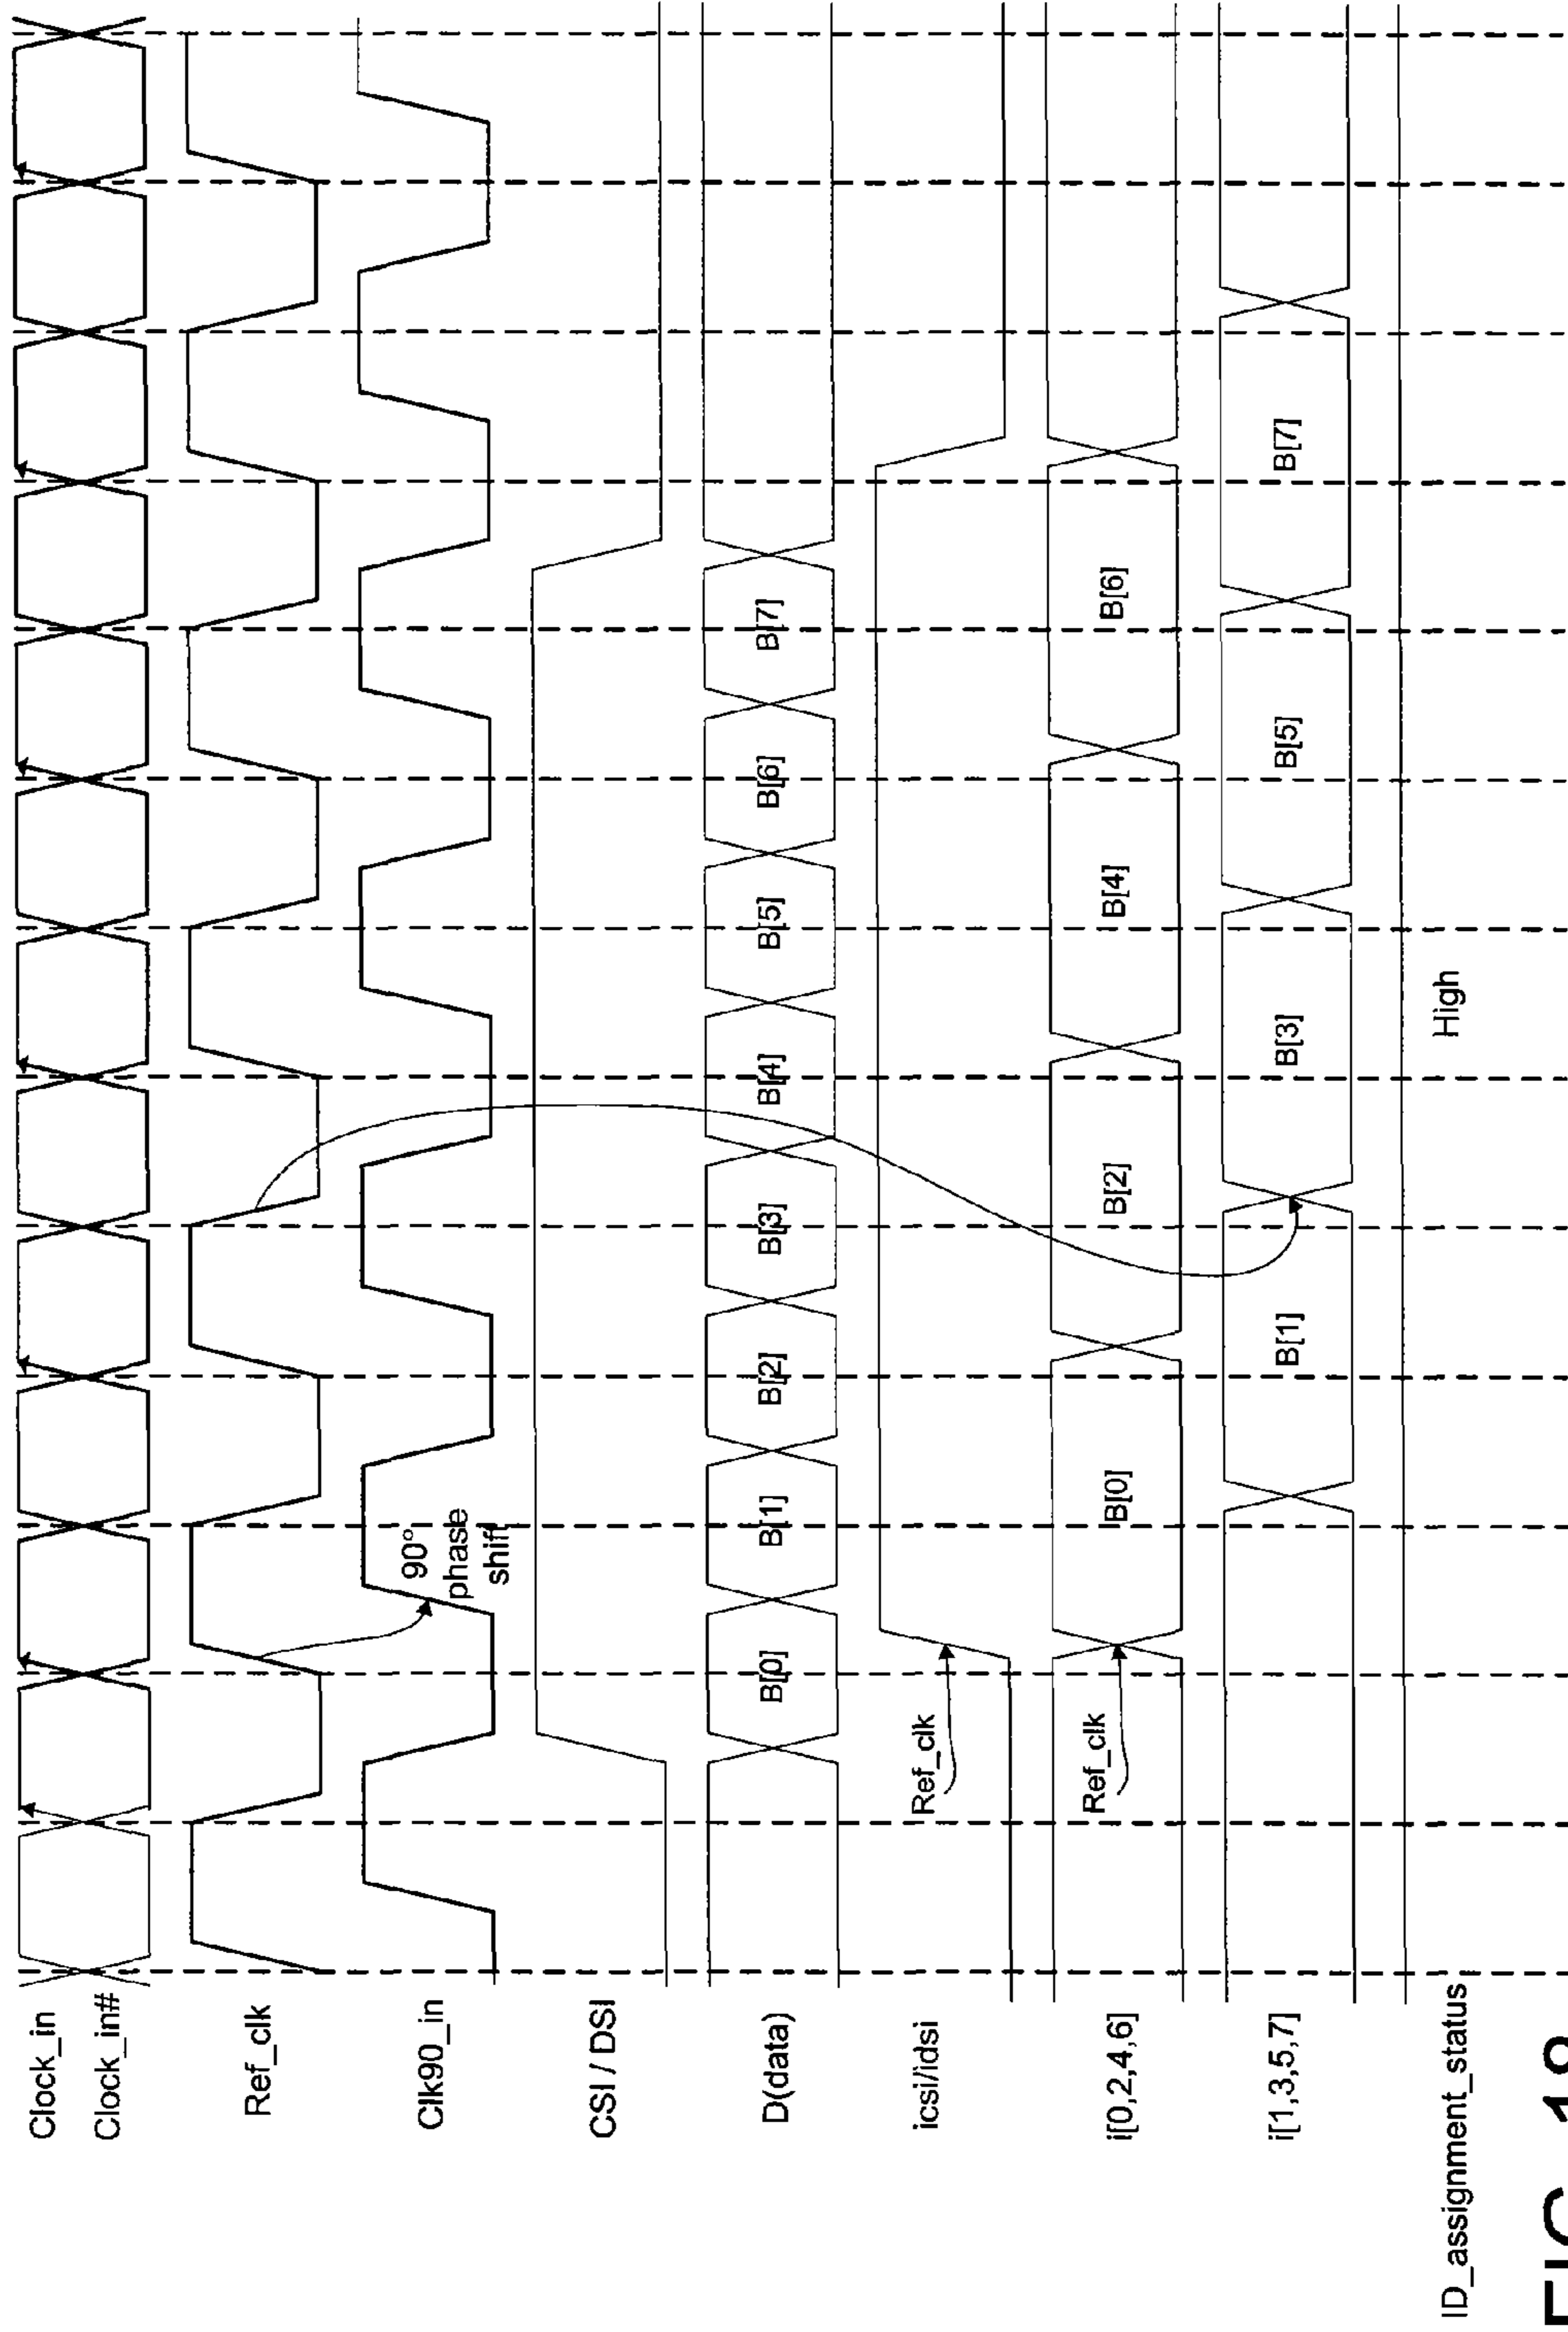 Clock_in
Clock_in#
Ref_clk
90°
phase
shift
Clk90_in
CSI / DSI
D(data)
B[0]
B[1]
B[2]
B[3]
B[4]
B[5]
B[6]
B[7]
icsi/idsi
Ref_clk
i[0,2,4,6]
Ref_clk
B[0]
B[2]
B[4]
B[6]
i[1,3,5,7]
B[1]
B[3]
B[5]
B[7]
ID_assignment_status
High